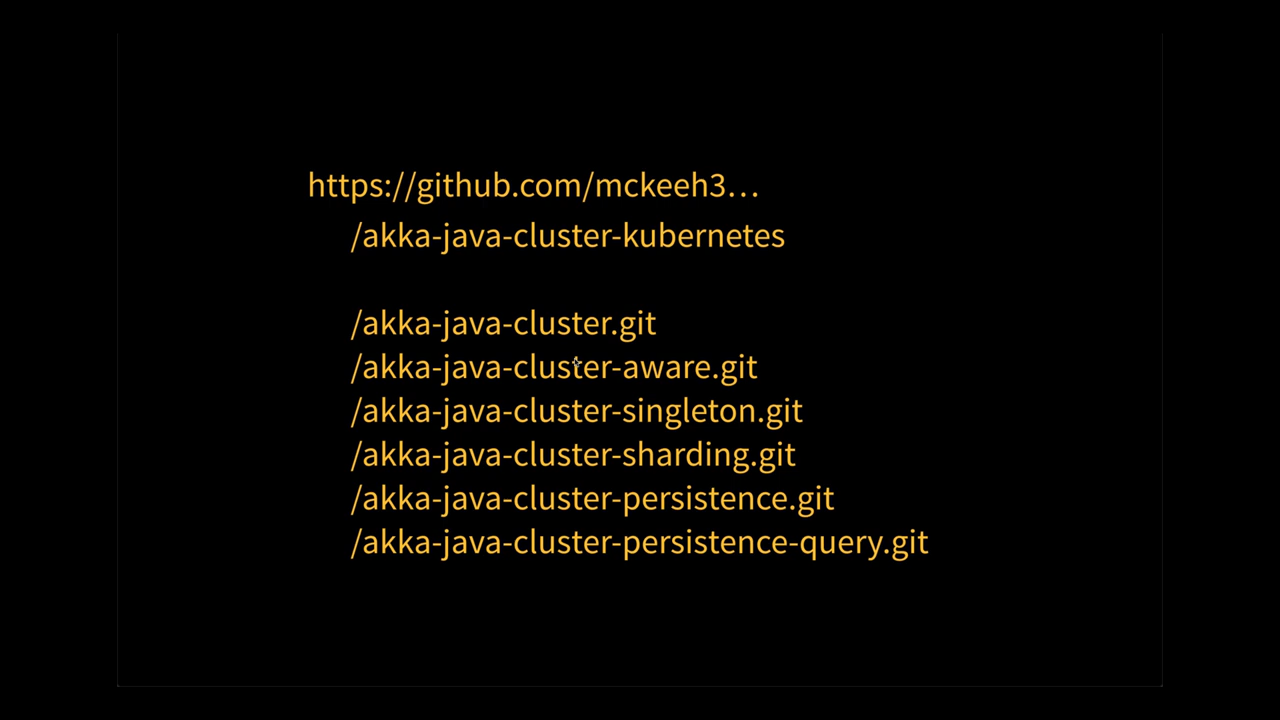 https://github.com/mckeeh3…
/akka-java-cluster-kubernetes
/akka-java-cluster.git
/akka-java-cluster-aware.git
/akka-java-cluster-singleton.git
/akka-java-cluster-sharding.git
/akka-java-cluster-persistence.git
/akka-java-cluster-persistence-query.git